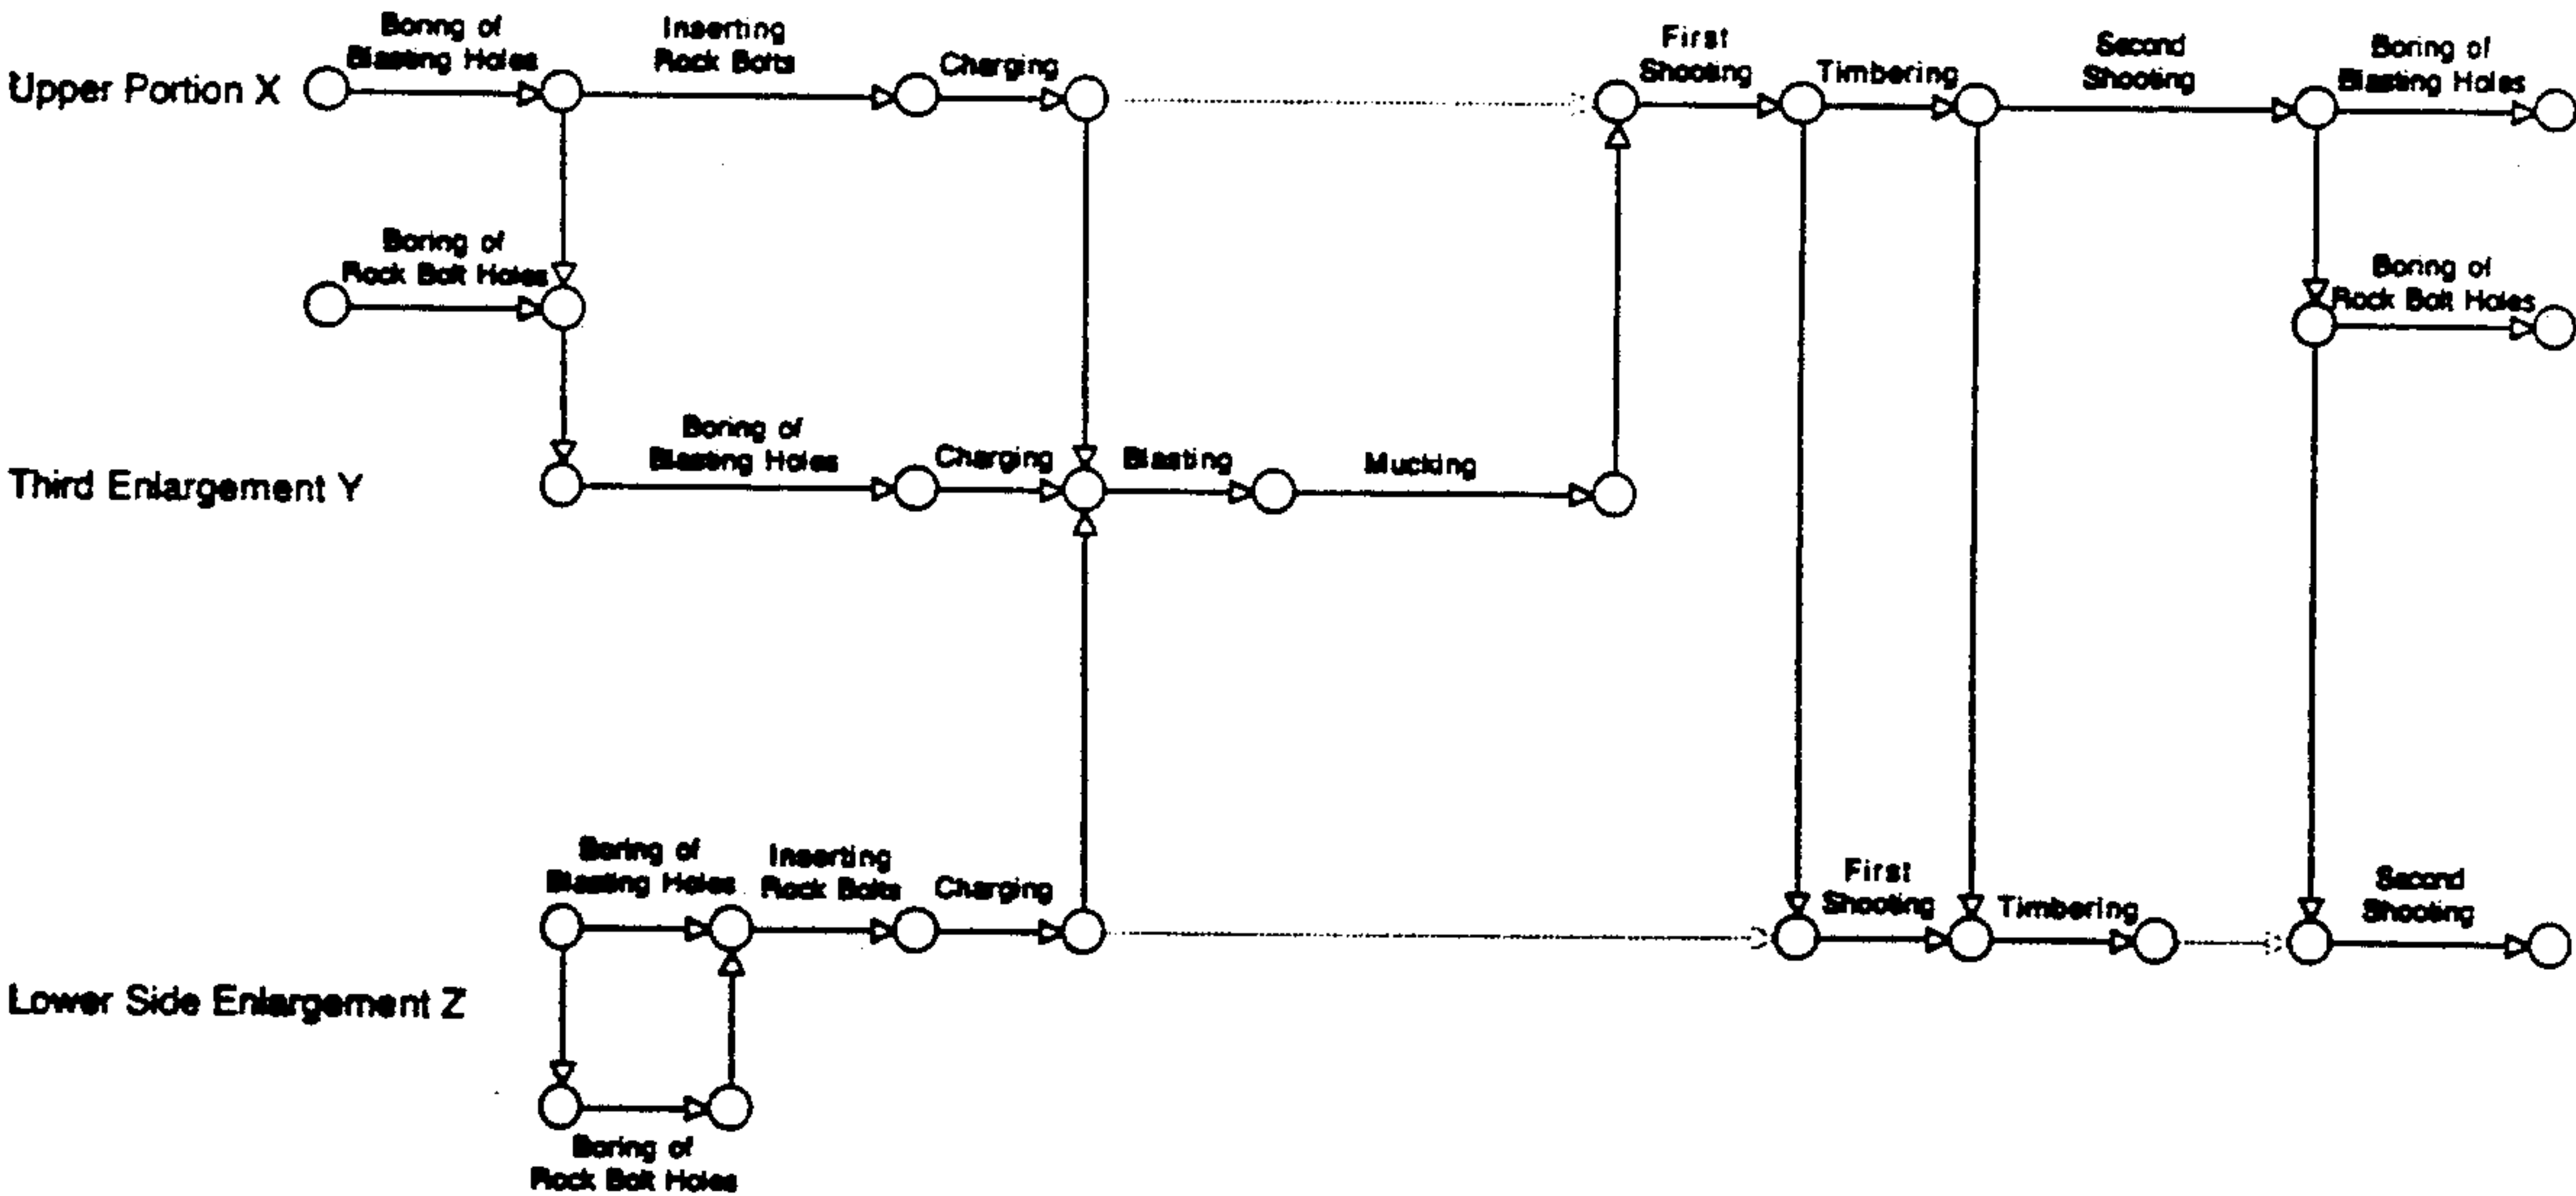 Boring of
Blasting Holes
Inserting
Rock Bolts
Charging
First
Shooting
Timbering
Second
Shooting
Boring of
Blasting Holes
Upper Portion X
Boring of
Rock Bolt Holes
Boring of
Rock Bolt Holes
Boring of
Blasting Holes
Charging
Blasting
Mucking
Third Enlargement Y
Boring of
Blasting Holes
Inserting
Rock Bolts
Charging
First
Shooting
Timbering
Second
Shooting
Lower Side Enlargement Z
Boring of
Rock Bolt Holes